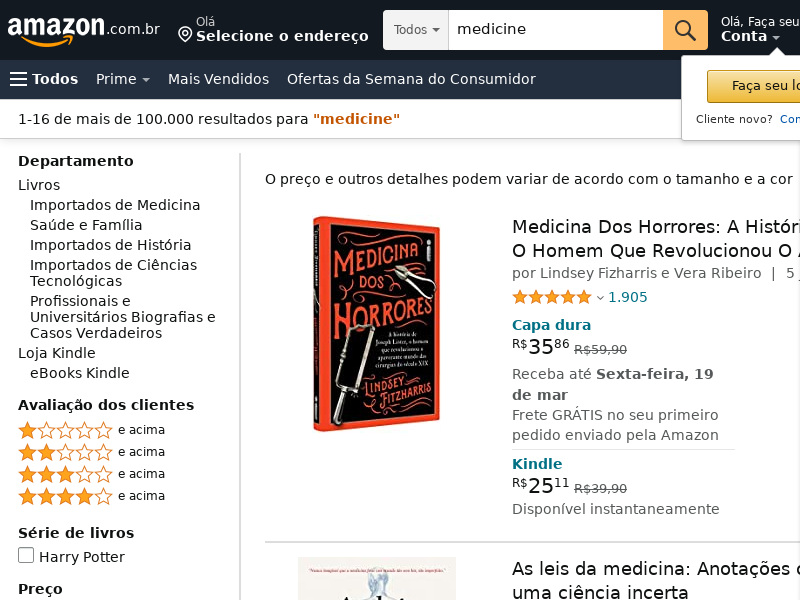 amazon.com.br
Olá
Selecione o endereço
Todos
medicine
Olá, Faça seu
Conta
Todos
Prime
Mais Vendidos
Ofertas da Semana do Consumidor
Faça seu lo
Cliente novo? Com
1-16 de mais de 100.000 resultados para "medicine"
Departamento
Livros
Importados de Medicina
Saúde e Família
Importados de História
Importados de Ciências
Tecnológicas
Profissionais e
Universitários Biografias e
Casos Verdadeiros
Loja Kindle
eBooks Kindle
Avaliação dos clientes
e acima
e acima
e acima
e acima
Série de livros
Harry Potter
Preço
O preço e outros detalhes podem variar de acordo com o tamanho e a cor
MEDICINA
DOS
HORRORES
A história de
Joseph Lister, o homem
que revolucionou o
apavorante mundo das
cirurgias do século XIX
LINDSEY
FITZHARRIS
Medicina Dos Horrores: A Históri
O Homem Que Revolucionou O
por Lindsey Fizharris e Vera Ribeiro | 5
1.905
Capa dura
R$35 86 R$59,90
Receba até Sexta-feira, 19
de mar
Frete GRÁTIS no seu primeiro
pedido enviado pela Amazon
Kindle
R$25 11 R$39,90
Disponível instantaneamente
As leis da medicina: Anotações
uma ciência incerta